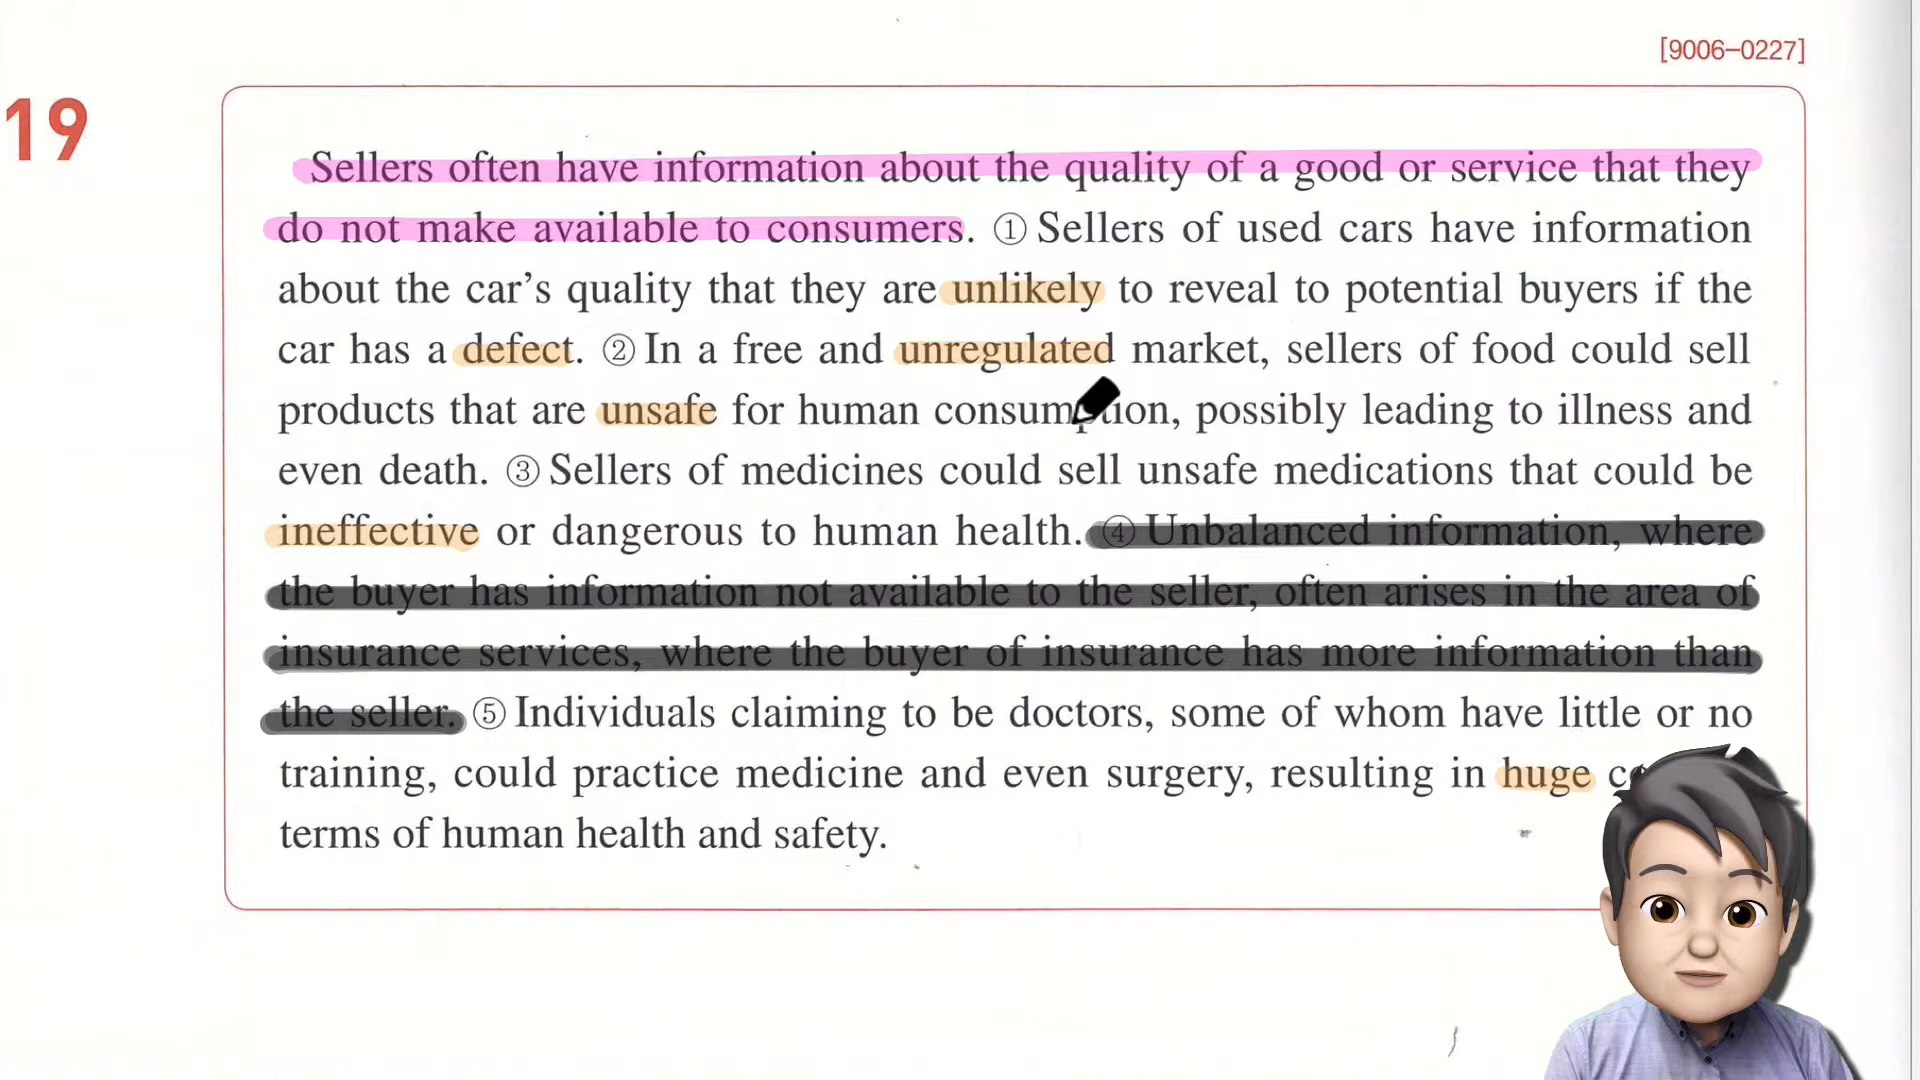 [9006-0227]
19
Sellers often have information about the quality of a good or service that they
do not make available to consumers. ① Sellers of used cars have information
about the car’s quality that they are unlikely to reveal to potential buyers if the
car has a defect. ② In a free and unregulated market, sellers of food could sell
products that are unsafe for human consumption, possibly leading to illness and
even death. ③ Sellers of medicines could sell unsafe medications that could be
ineffective or dangerous to human health. ④ Unbalanced information, where
the buyer has information not available to the seller, often arises in the area of
insurance services, where the buyer of insurance has more information than
the seller. ⑤ Individuals claiming to be doctors, some of whom have little or no
training, could practice medicine and even surgery, resulting in huge
terms of human health and safety.